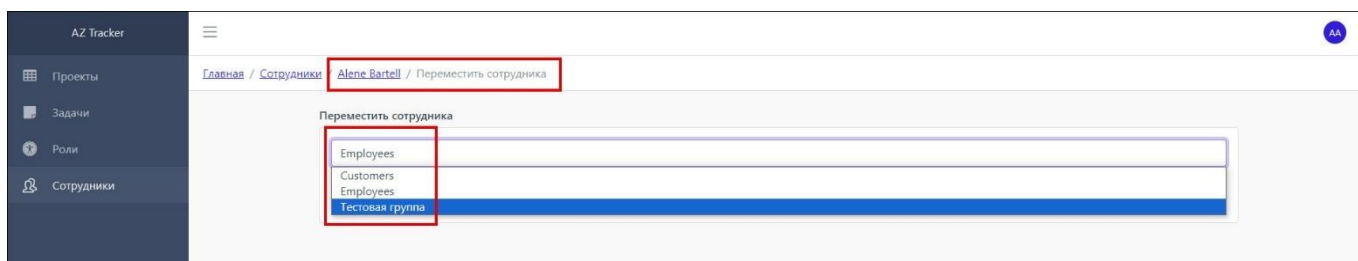 AZ Tracker
AA
Проекты
Задачи
Роли
Сотрудники
Главная / Сотрудники / Alene Bartell / Переместить сотрудника
Переместить сотрудника
Employees
Customers
Employees
Тестовая группа